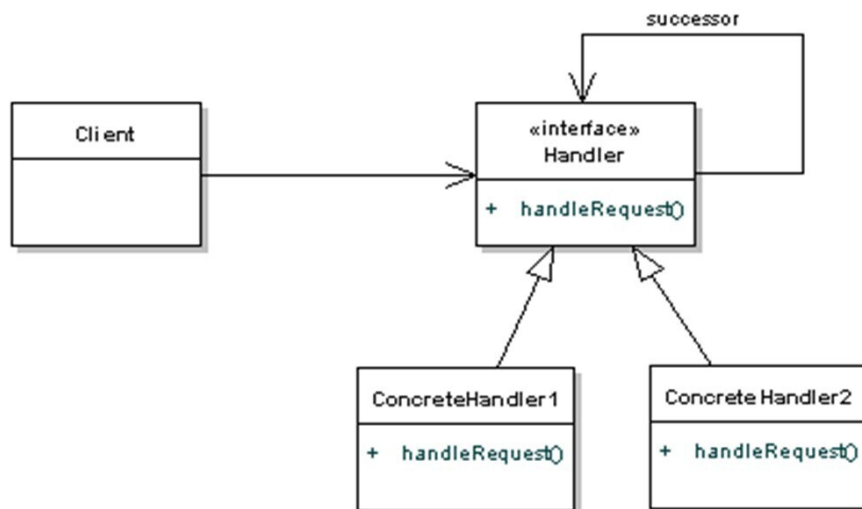 successor
Client
«interface»
Handler
+ handleRequest()
ConcreteHandler1
+ handleRequest()
Concrete Handler2
+ handleRequest()